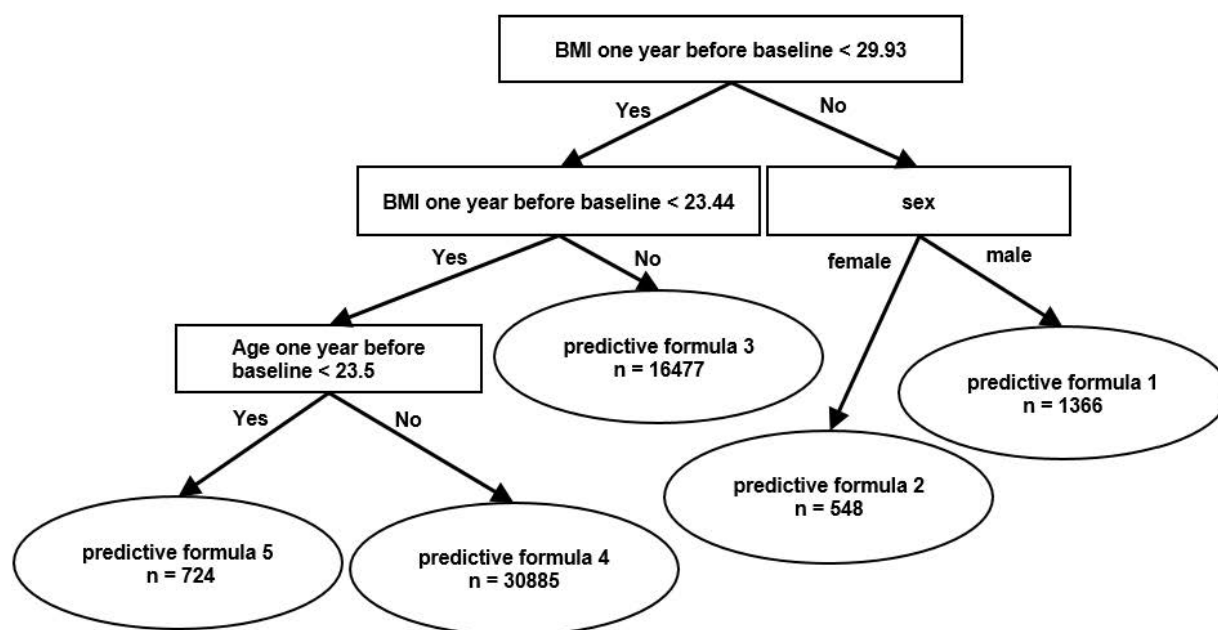 BMI one year before baseline < 29.93
Yes
No
BMI one year before baseline < 23.44
sex
Yes
No
female
male
Age one year before
baseline < 23.5
predictive formula 3
n = 16477
predictive formula 1
n = 1366
Yes
No
predictive formula 2
n = 548
predictive formula 5
n = 724
predictive formula 4
n = 30885